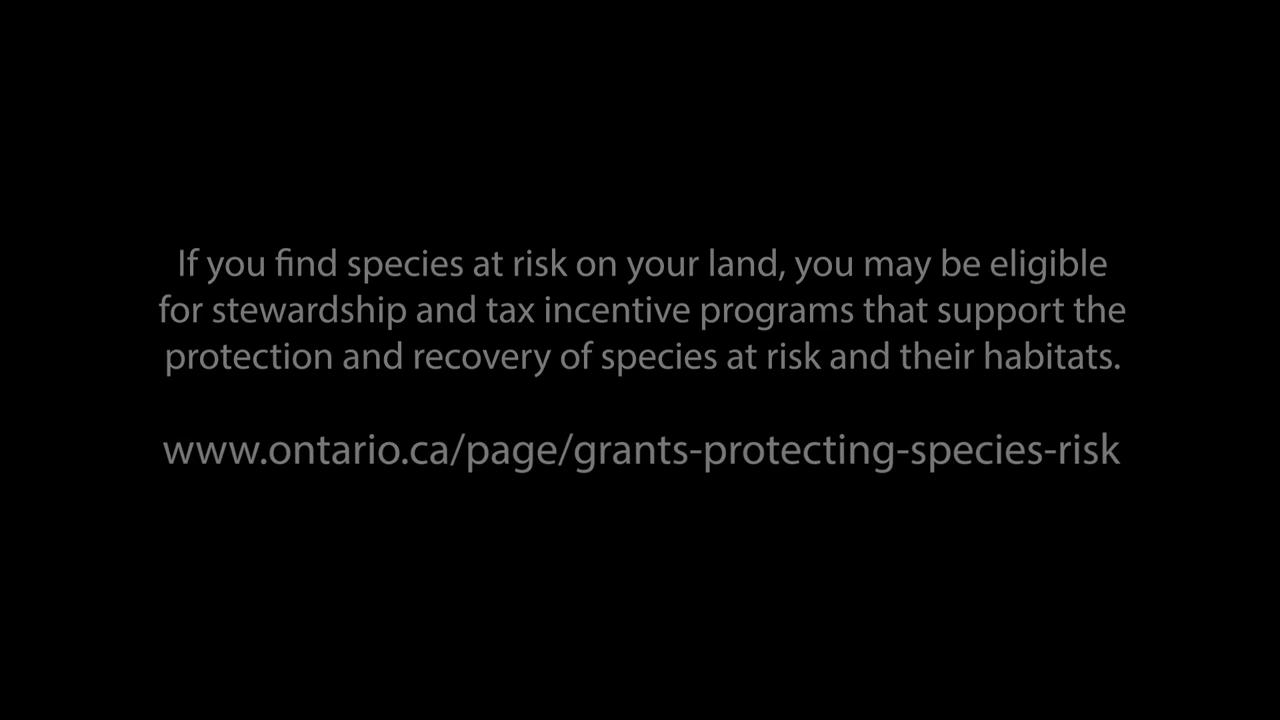 If you find species at risk on your land, you may be eligible
for stewardship and tax incentive programs that support the
protection and recovery of species at risk and their habitats.
www.ontario.ca/page/grants-protecting-species-risk